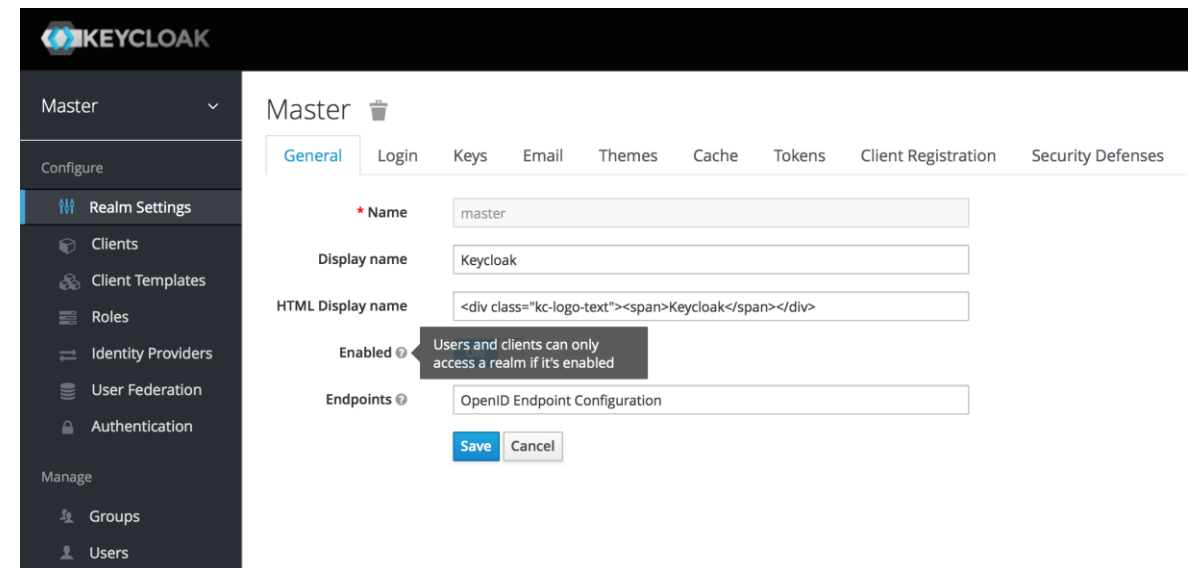 KEYCLOAK
Master
Configure
Realm Settings
Clients
Client Templates
Roles
Identity Providers
User Federation
Authentication
Manage
Groups
Users
Master
General Login Keys Email Themes Cache Tokens Client Registration Security Defenses
* Name master
Display name Keycloak
HTML Display name <div class="kc-logo-text"><span>Keycloak</span></div>
Enabled
Users and clients can only
access a realm if it's enabled
Endpoints OpenID Endpoint Configuration
Save Cancel